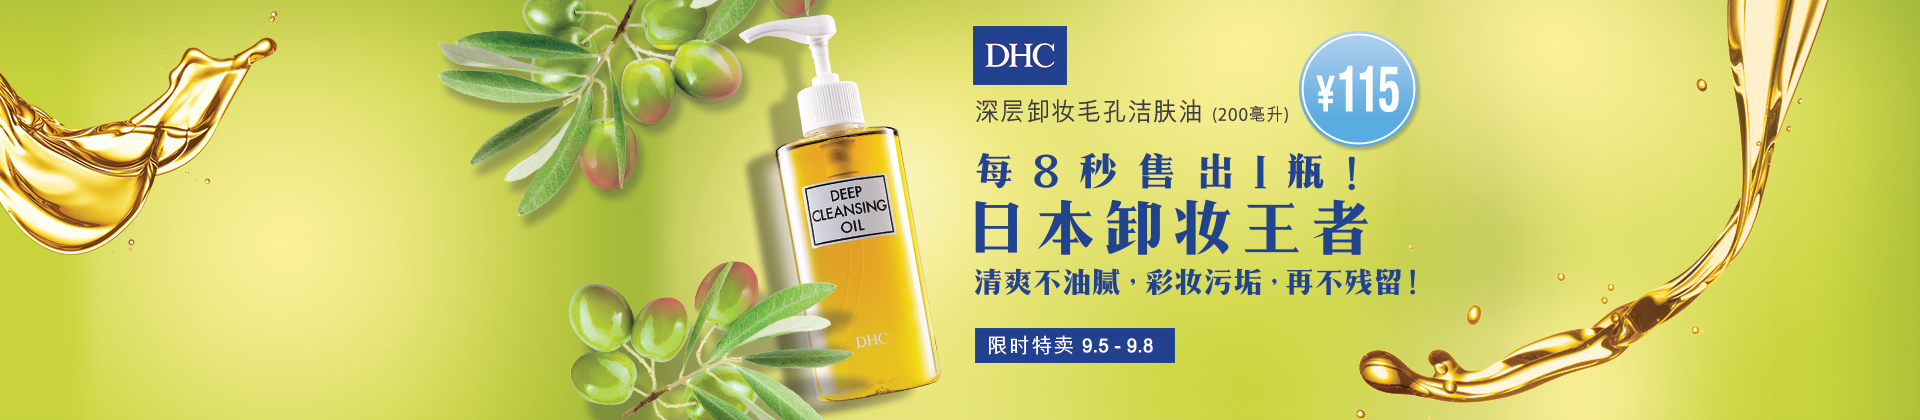 DHC
¥115
深层卸妆毛孔洁肤油 (200毫升)
每8秒售出1瓶!
日本卸妆王者
清爽不油腻,彩妆污垢,再不残留!
限时特卖 9.5 - 9.8
DEEP
CLEANSING
OIL
DHC